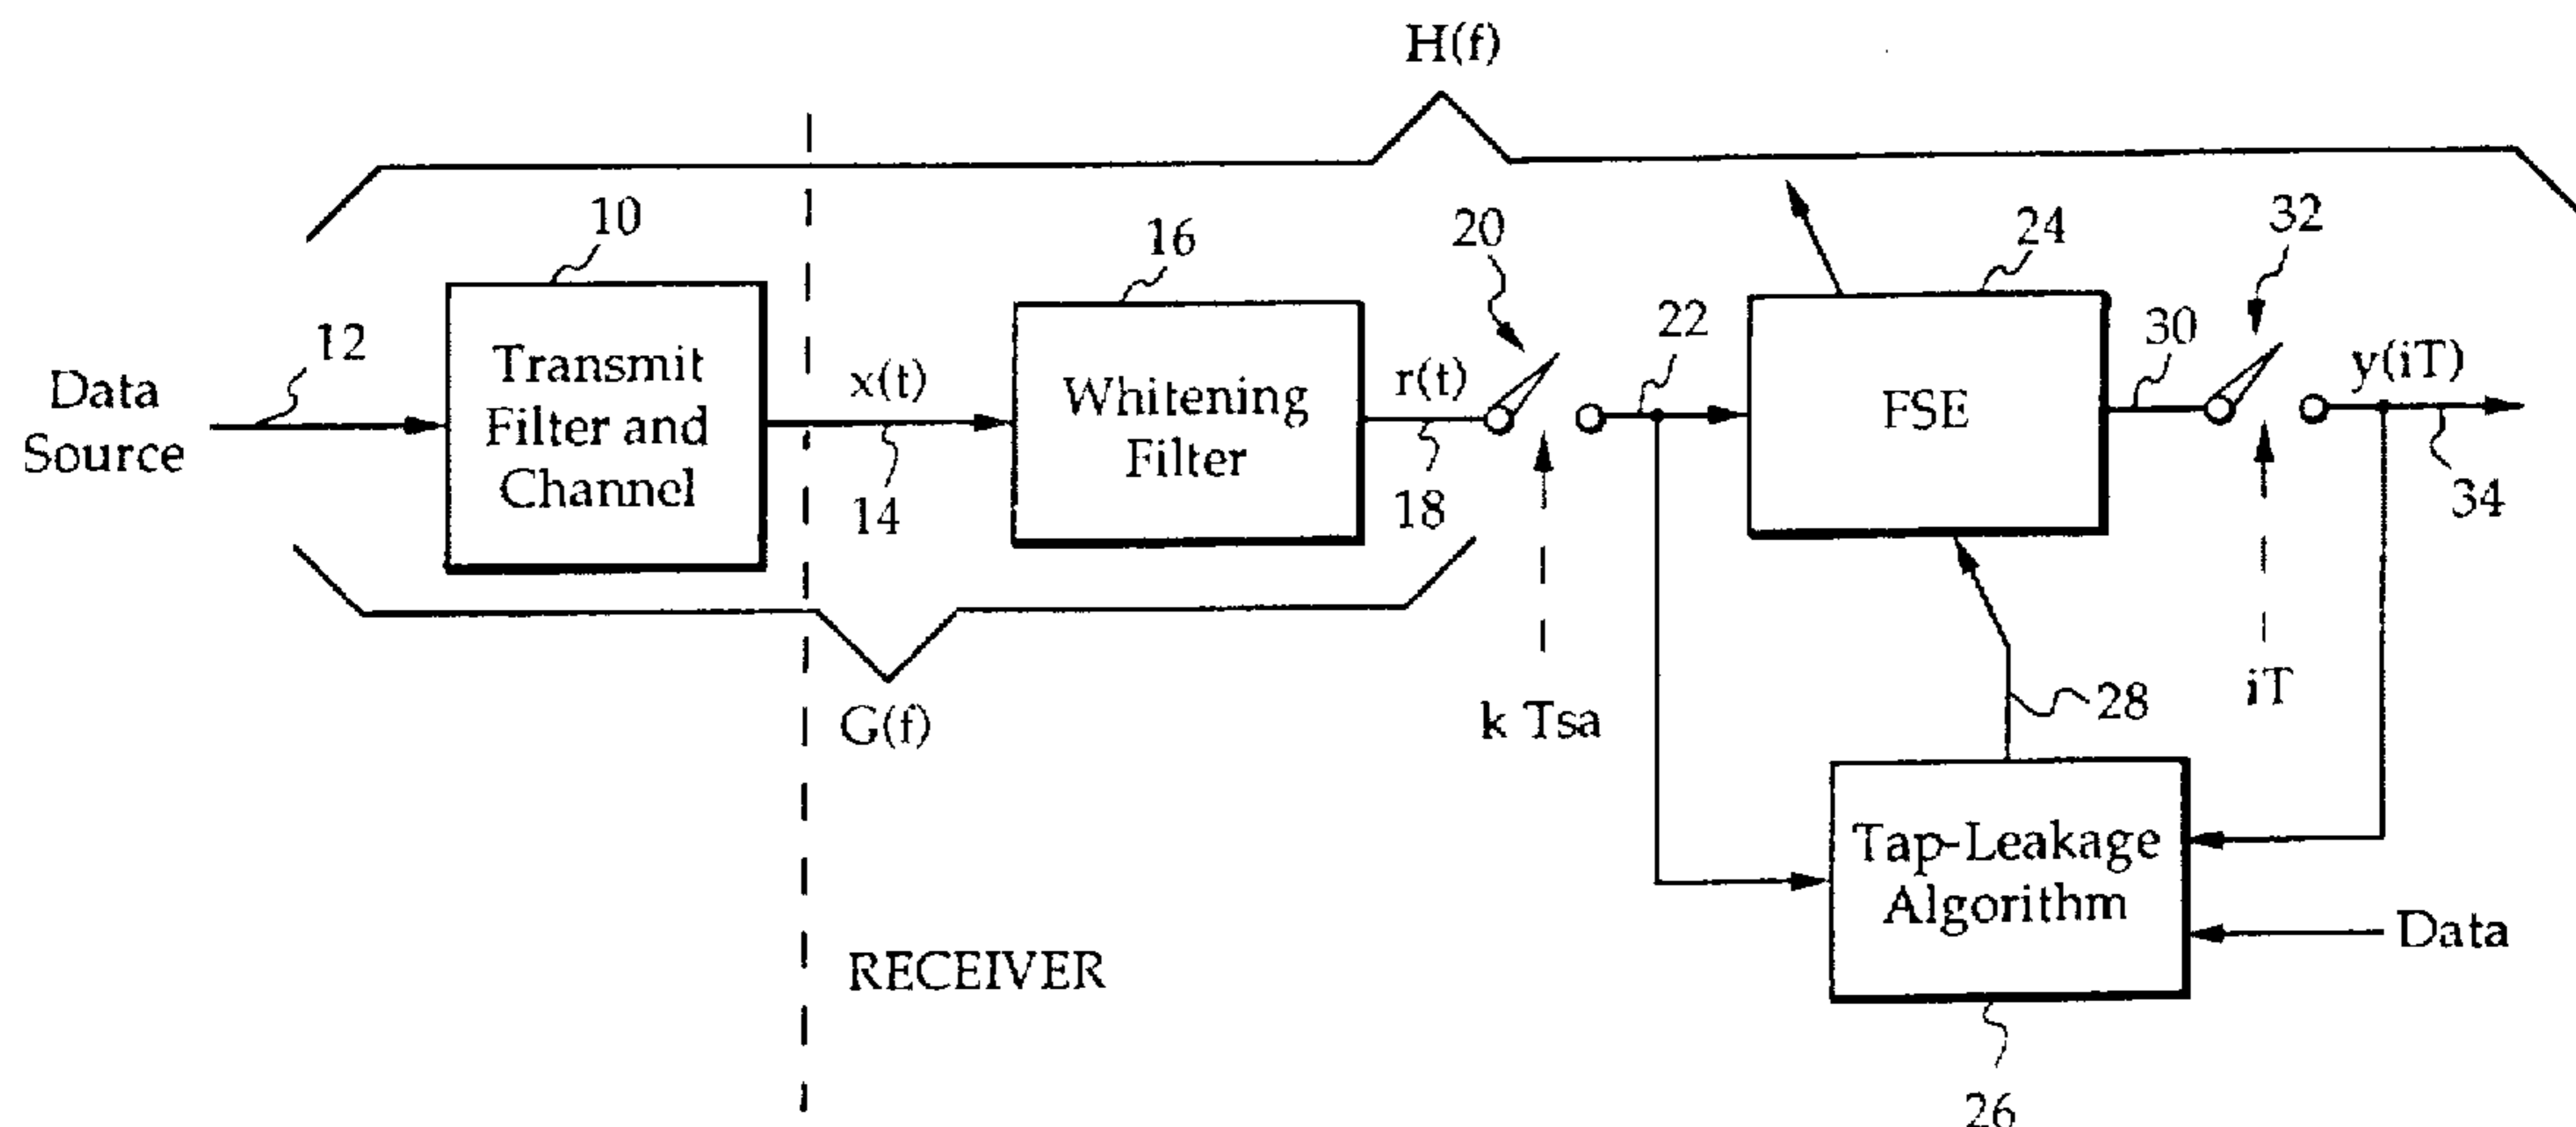 H(f)
10
16
20
24
32
12
Data
Source
Transmit
Filter and
Channel
x(t)
14
Whitening
Filter
r(t)
18
22
FSE
30
y(iT)
34
G(f)
k Tsa
28
iT
Tap-Leakage
Algorithm
Data
RECEIVER
26